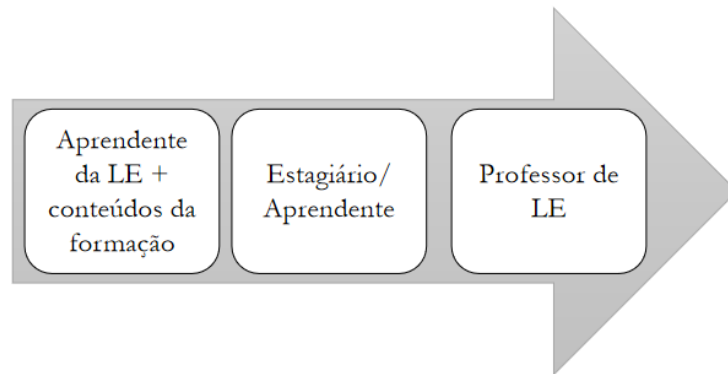 Aprendente
da LE +
conteúdos da
formação
Estagiário/
Aprendente
Professor de
LE